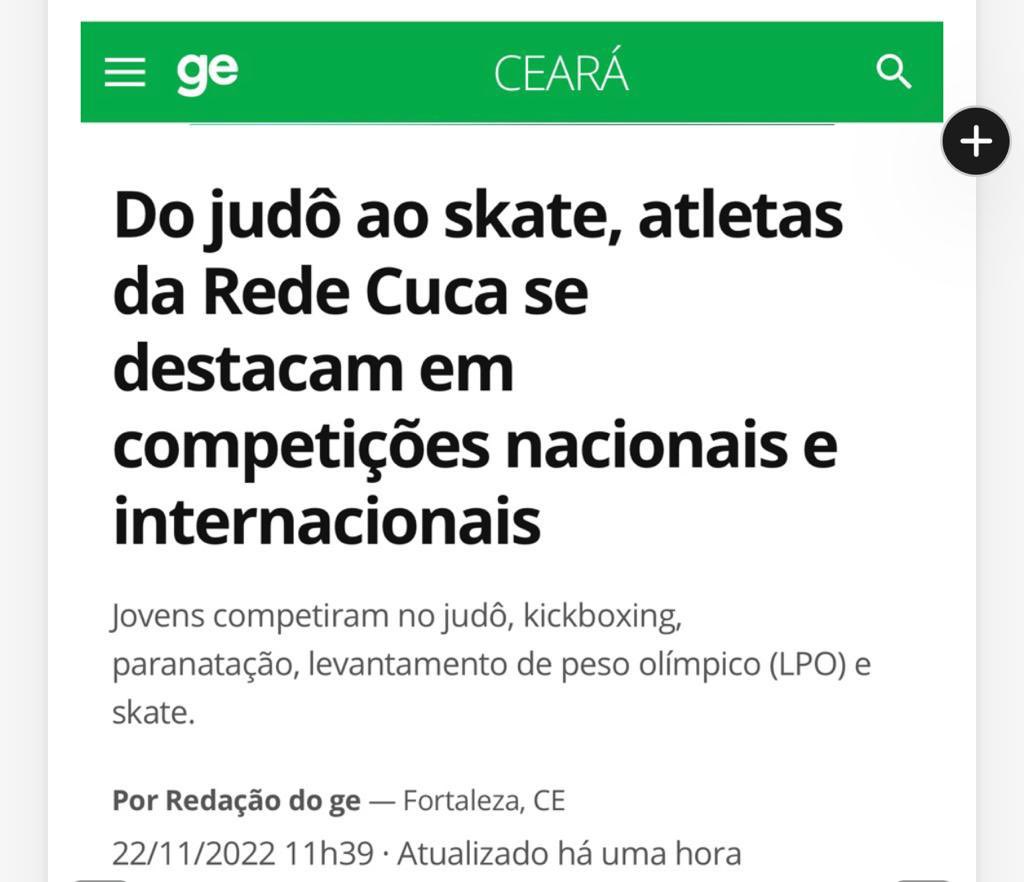 ge CEARÁ
Do judô ao skate, atletas
da Rede Cuca se
destacam em
competições nacionais e
internacionais
Jovens competiram no judô, kickboxing,
paranatação, levantamento de peso olímpico (LPO) e
skate.
Por Redação do ge — Fortaleza, CE
22/11/2022 11h39 · Atualizado há uma hora